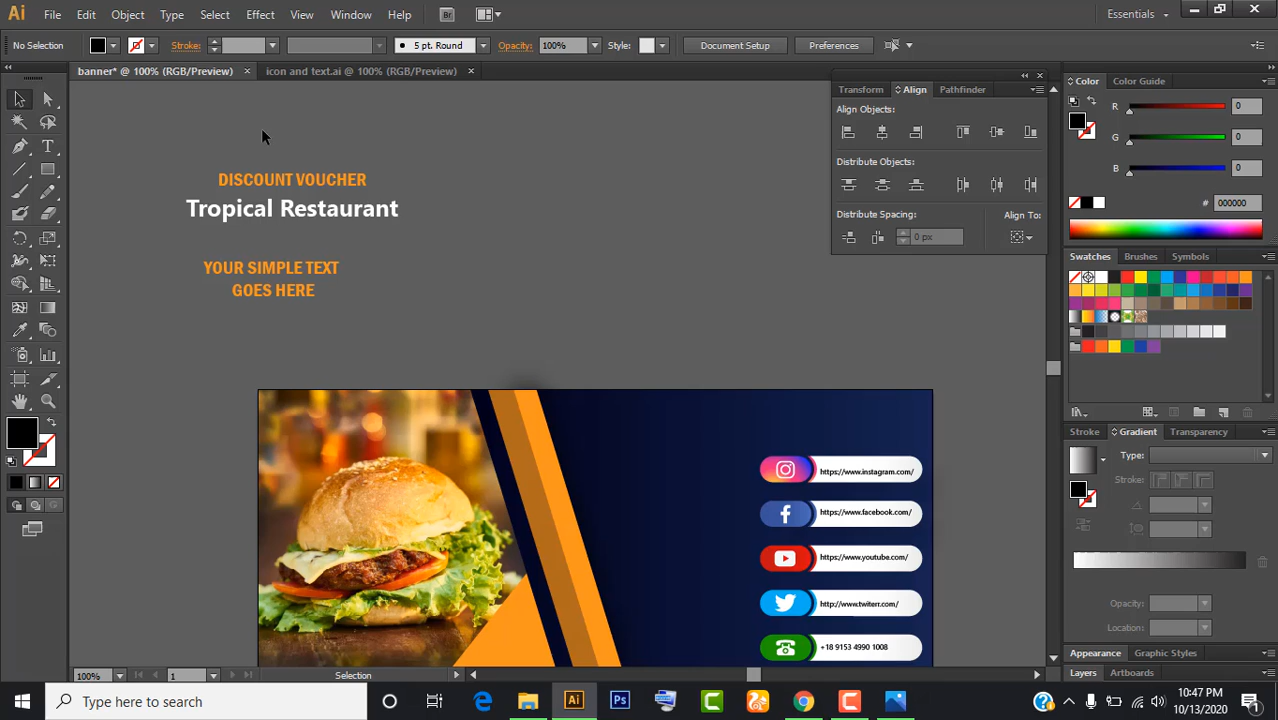 Ai File Edit Object Type Select Effect View Window Help Br Essentials
No Selection Stroke: 5 pt. Round Opacity: 100% Style: Document Setup Preferences
banner* @ 100% (RGB/Preview) × icon and text.ai @ 100% (RGB/Preview) ×
Transform Align Pathfinder
Align Objects:
Distribute Objects:
Distribute Spacing: Align To:
0 px
Color Color Guide
R 0
G 0
B 0
# 000000
Swatches Brushes Symbols
Stroke Gradient Transparency
Type:
Stroke:
Opacity:
Location:
Appearance Graphic Styles
Layers Artboards
DISCOUNT VOUCHER
Tropical Restaurant
YOUR SIMPLE TEXT
GOES HERE
https://www.instagram.com/
https://www.facebook.com/
https://www.youtube.com/
http://www.twiterr.com/
+18 9153 4990 1008
100% 1 Selection
Type here to search Ai Ps
10:47 PM
10/13/2020